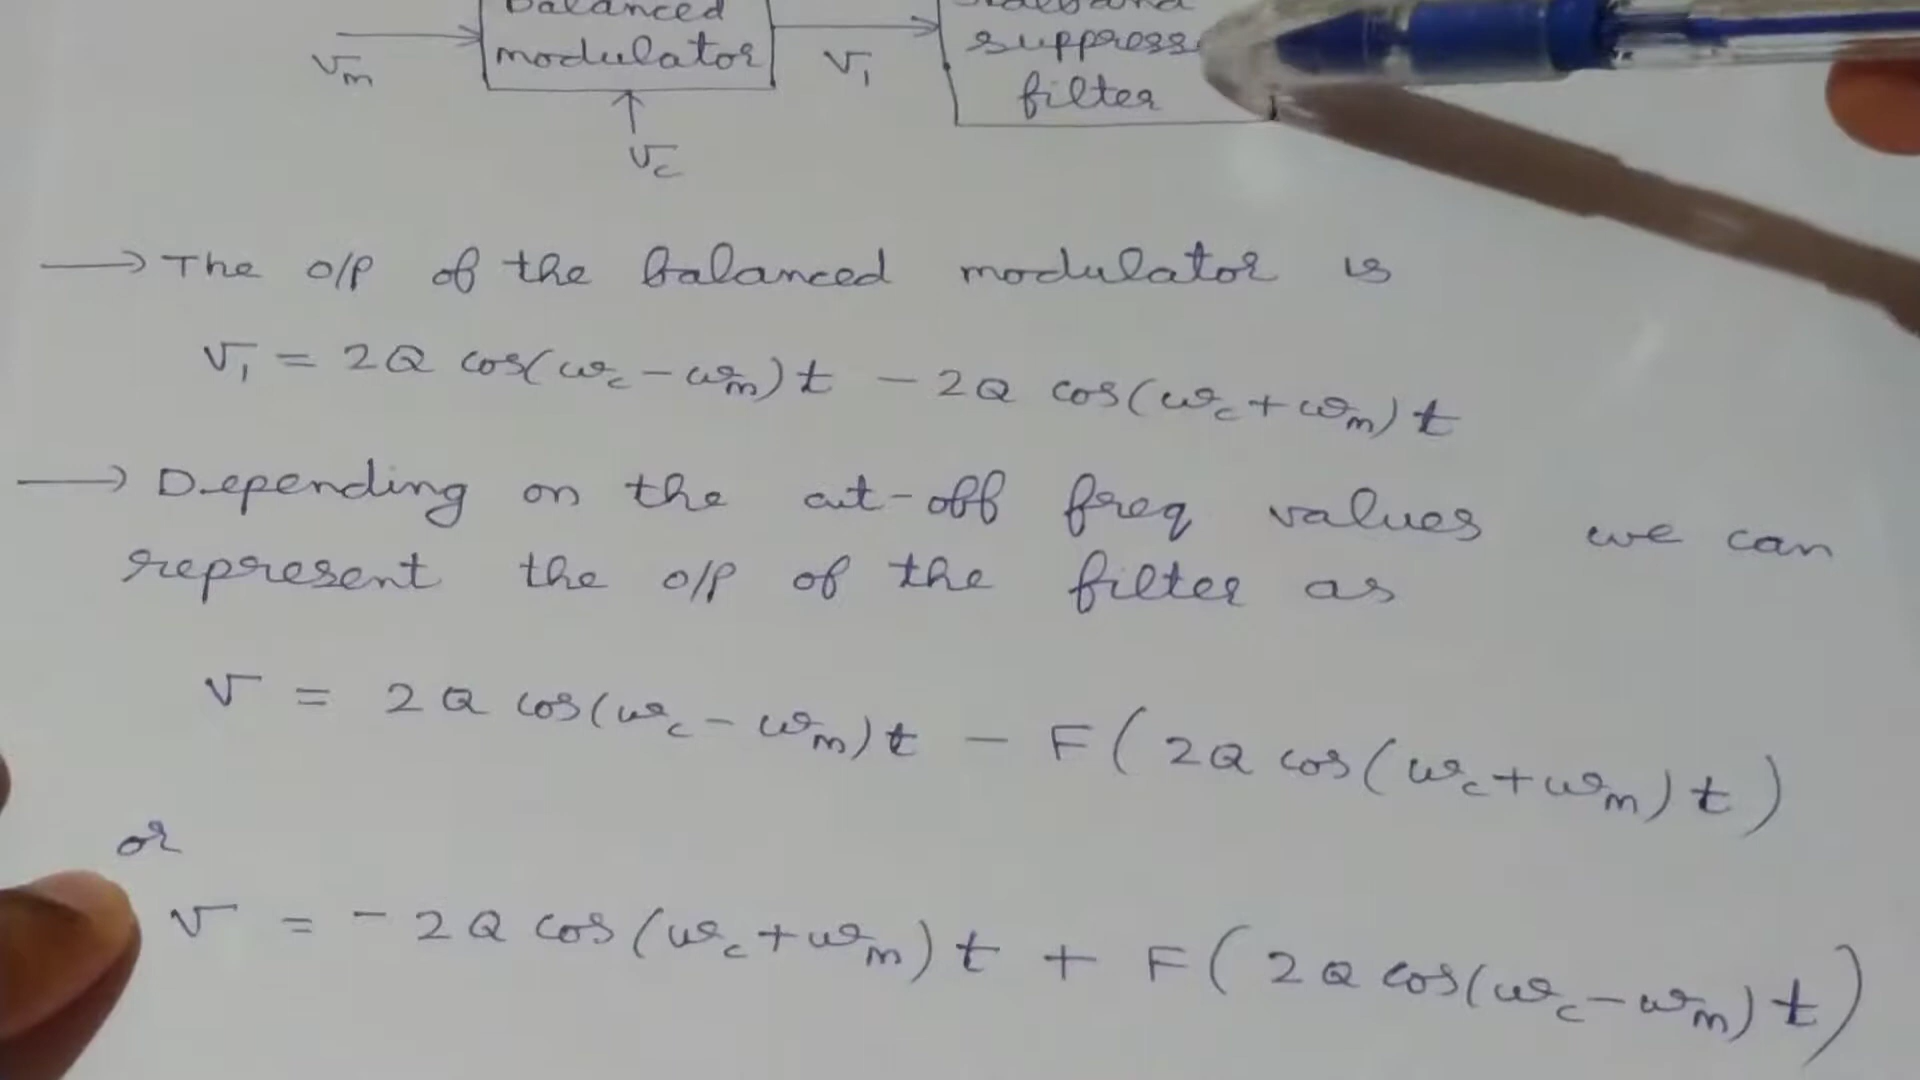 balanced
modulator
suppress
filter
Vm
V1
Vc
→ The o/p of the balanced modulator is
V1 = 2Q cos(ωc - ωm)t - 2Q cos(ωc + ωm)t
→ Depending on the cut-off freq values we can
represent the o/p of the filter as
V = 2Q cos(ωc - ωm)t - F(2Q cos(ωc + ωm)t)
or
V = -2Q cos(ωc + ωm)t + F(2Q cos(ωc - ωm)t)